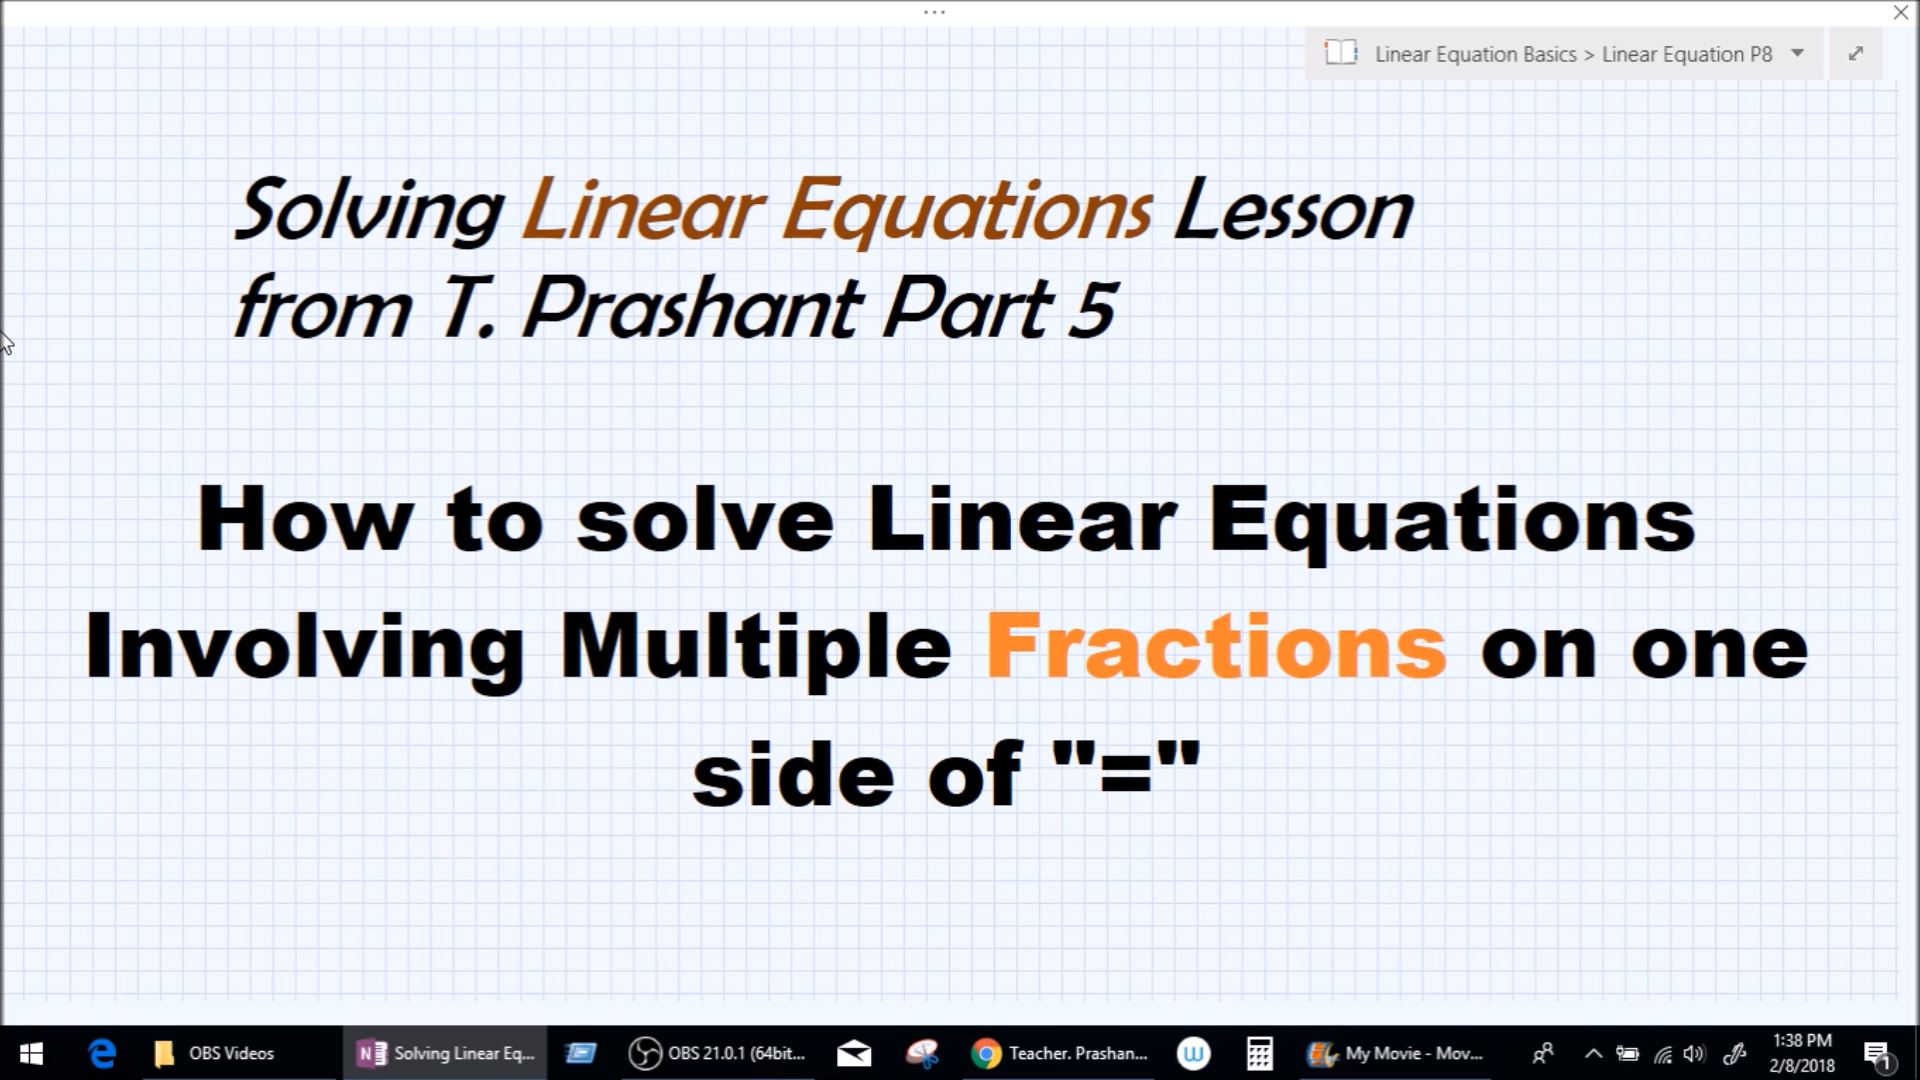 Linear Equation Basics > Linear Equation P8
Solving Linear Equations Lesson
from T. Prashant Part 5
How to solve Linear Equations
Involving Multiple Fractions on one
side of "="
OBS Videos
Solving Linear Eq...
OBS 21.0.1 (64bit...
Teacher. Prashan...
My Movie - Mov...
1:38 PM
2/8/2018
1